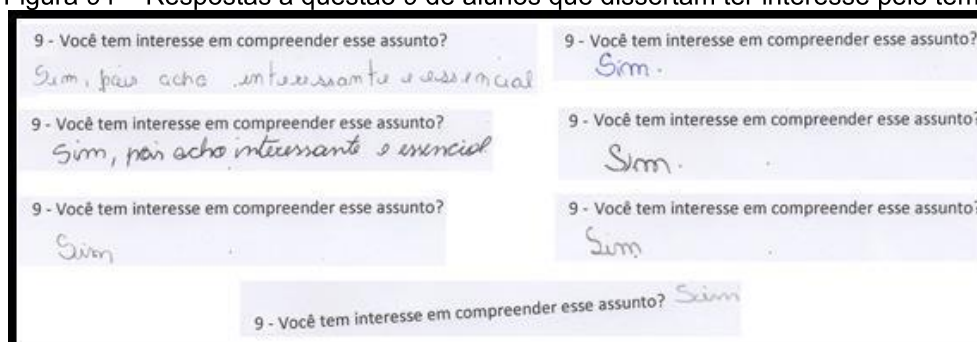 Figura 91 – Respostas à questão 9 de alunos que dissertam ter interesse pelo tem
9 - Você tem interesse em compreender esse assunto?
Sim, pois acho interessante e essencial
9 - Você tem interesse em compreender esse assunto?
Sim.
9 - Você tem interesse em compreender esse assunto?
Sim, pois acho interessante e essencial
9 - Você tem interesse em compreender esse assunto?
Sim.
9 - Você tem interesse em compreender esse assunto?
Sim
9 - Você tem interesse em compreender esse assunto?
Sim
9 - Você tem interesse em compreender esse assunto? Sim